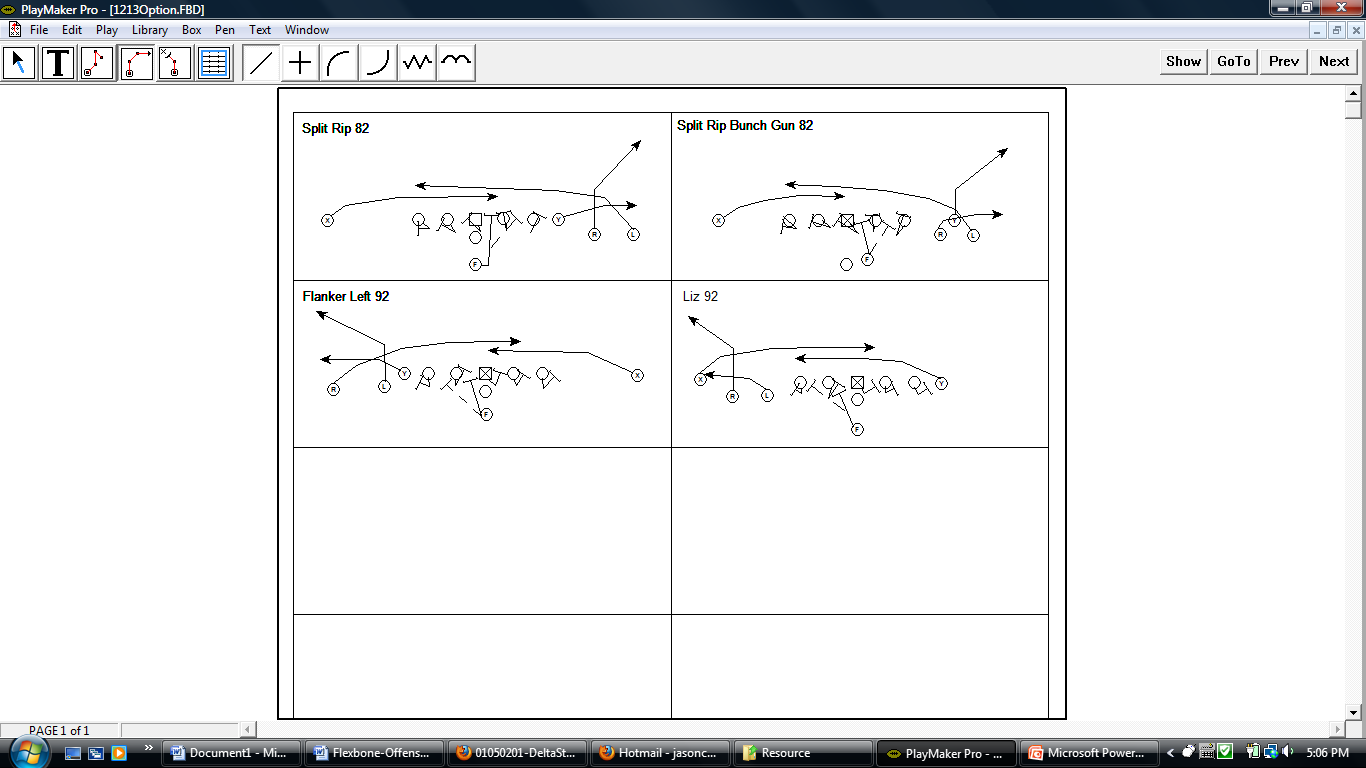 PlayMaker Pro - [1213Option.FBD]
File Edit Play Library Box Pen Text Window
T Show GoTo Prev Next
Split Rip 82
Split Rip Bunch Gun 82
X Y R L F
X Y R L F
Flanker Left 92
Liz 92
R L Y F X
X R L F Y
PAGE 1 of 1
Document1 - Mi... Flexbone-Offens... 01050201-DeltaSt... Hotmail - jasonc... Resource PlayMaker Pro - ... Microsoft Power... 5:06 PM